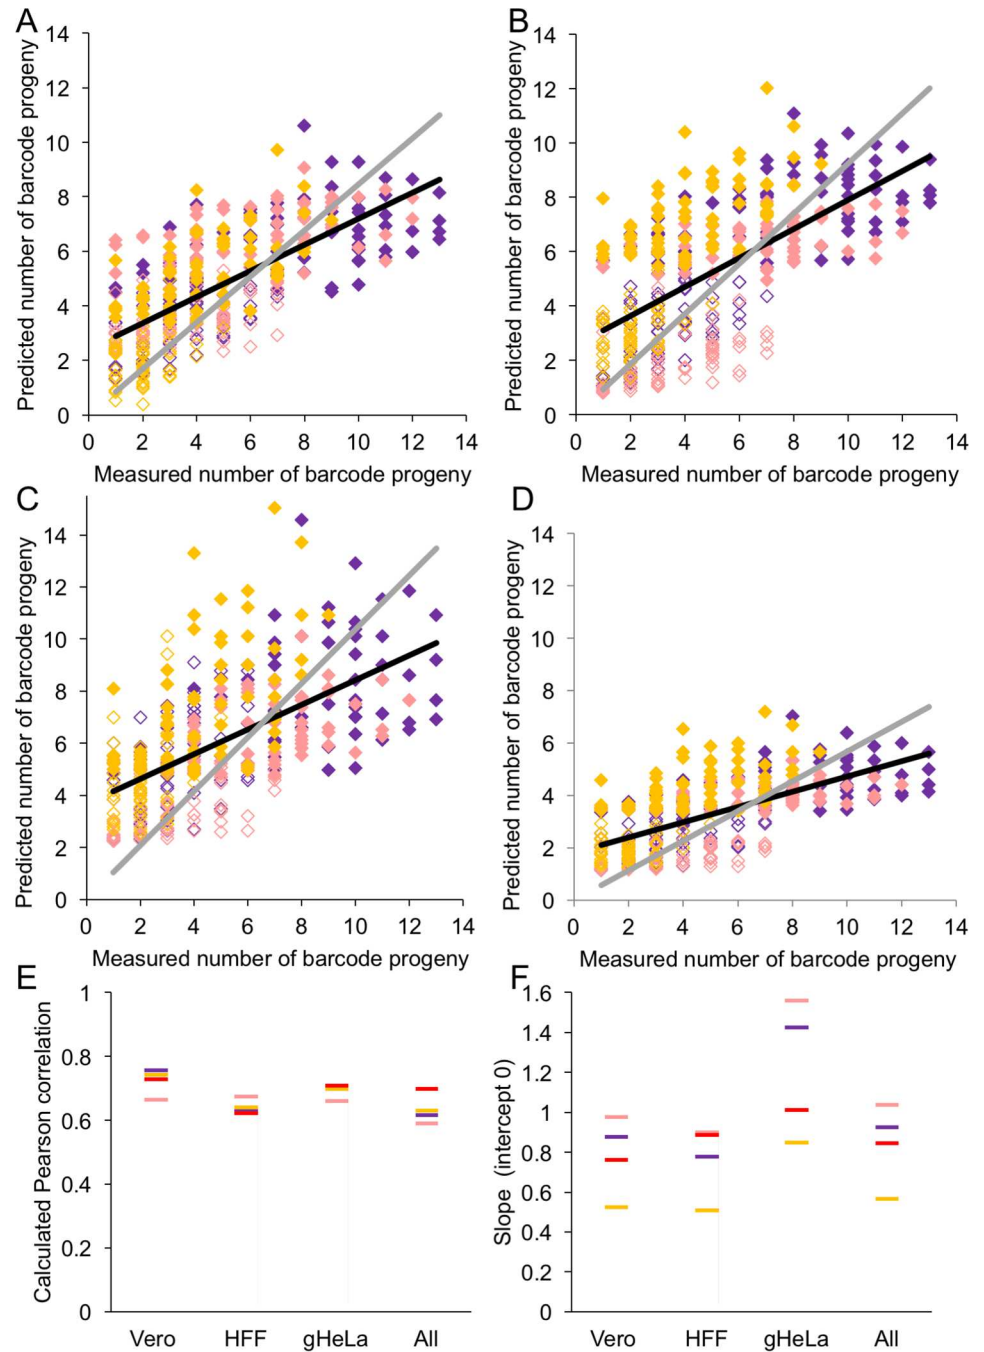 A
Predicted number of barcode progeny
14
12
10
8
6
4
2
0
0 2 4 6 8 10 12 14
Measured number of barcode progeny
B
Predicted number of barcode progeny
14
12
10
8
6
4
2
0
0 2 4 6 8 10 12 14
Measured number of barcode progeny
C
Predicted number of barcode progeny
14
12
10
8
6
4
2
0
0 2 4 6 8 10 12 14
Measured number of barcode progeny
D
Predicted number of barcode progeny
14
12
10
8
6
4
2
0
0 2 4 6 8 10 12 14
Measured number of barcode progeny
E
Calculated Pearson correlation
1
0.8
0.6
0.4
0.2
0
Vero HFF gHeLa All
F
Slope (intercept 0)
1.6
1.4
1.2
1
0.8
0.6
0.4
0.2
0
Vero HFF gHeLa All